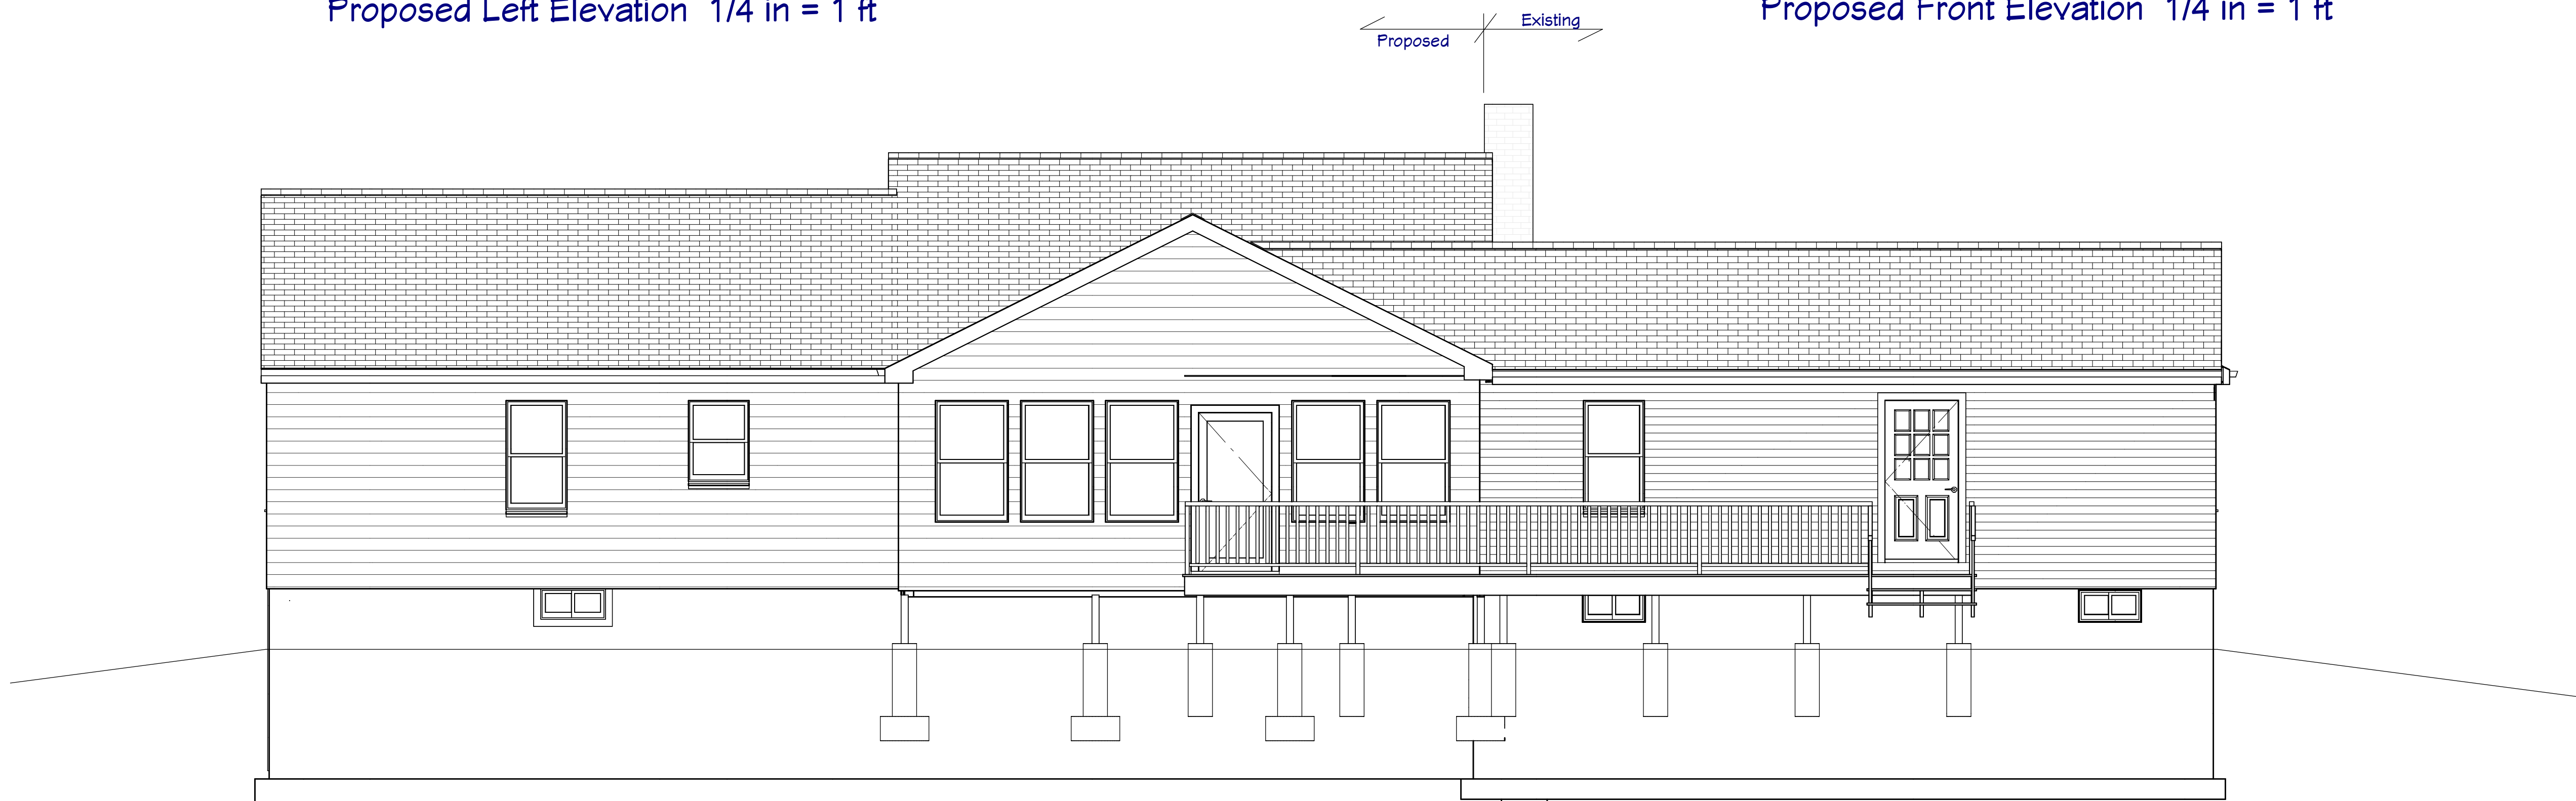 Proposed Left Elevation 1/4 in = 1 ft
Proposed Front Elevation 1/4 in = 1 ft
Existing
Proposed